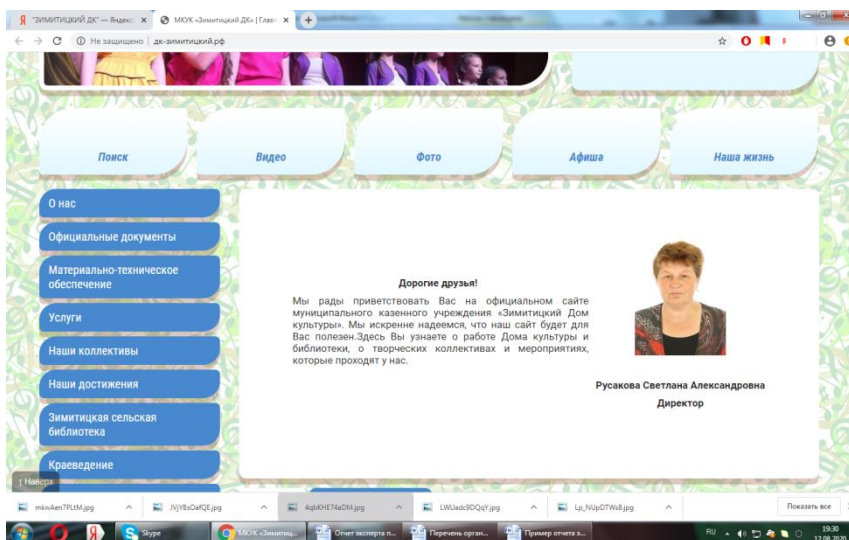 "ЗИМИТИЦКИЙ ДК" — Яндекс
МКУК «Зимитицкий ДК» | Глав
Не защищено | дк-зимитицкий.рф
Поиск
Видео
Фото
Афиша
Наша жизнь
О нас
Официальные документы
Материально-техническое
обеспечение
Услуги
Наши коллективы
Наши достижения
Зимитицкая сельская
библиотека
Краеведение
↑ Наверх
Дорогие друзья!
Мы рады приветствовать Вас на официальном сайте
муниципального казенного учреждения «Зимитицкий Дом
культуры». Мы искренне надеемся, что наш сайт будет для
Вас полезен.Здесь Вы узнаете о работе Дома культуры и
библиотеки, о творческих коллективах и мероприятиях,
которые проходят у нас.
Русакова Светлана Александровна
Директор
mkwAen7PLtM.jpg
JVjYBsOafQE.jpg
4qbKHE74aDM.jpg
LWUadc9DQqY.jpg
Lp_NUpDTWs8.jpg
Показать все
Skype
МКУК «Зимитиц...
Отчет эксперта п...
Перечень орган...
Пример отчета э...
RU
19:30
12.08.2020